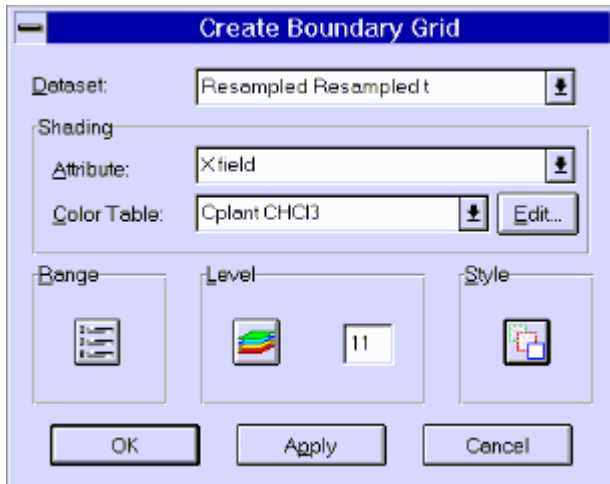 Create Boundary Grid
Dataset: Resampled Resampled t
Shading
Attribute: X field
Color Table: Cplant CHCl3 Edit...
Range Level Style
11
OK Apply Cancel